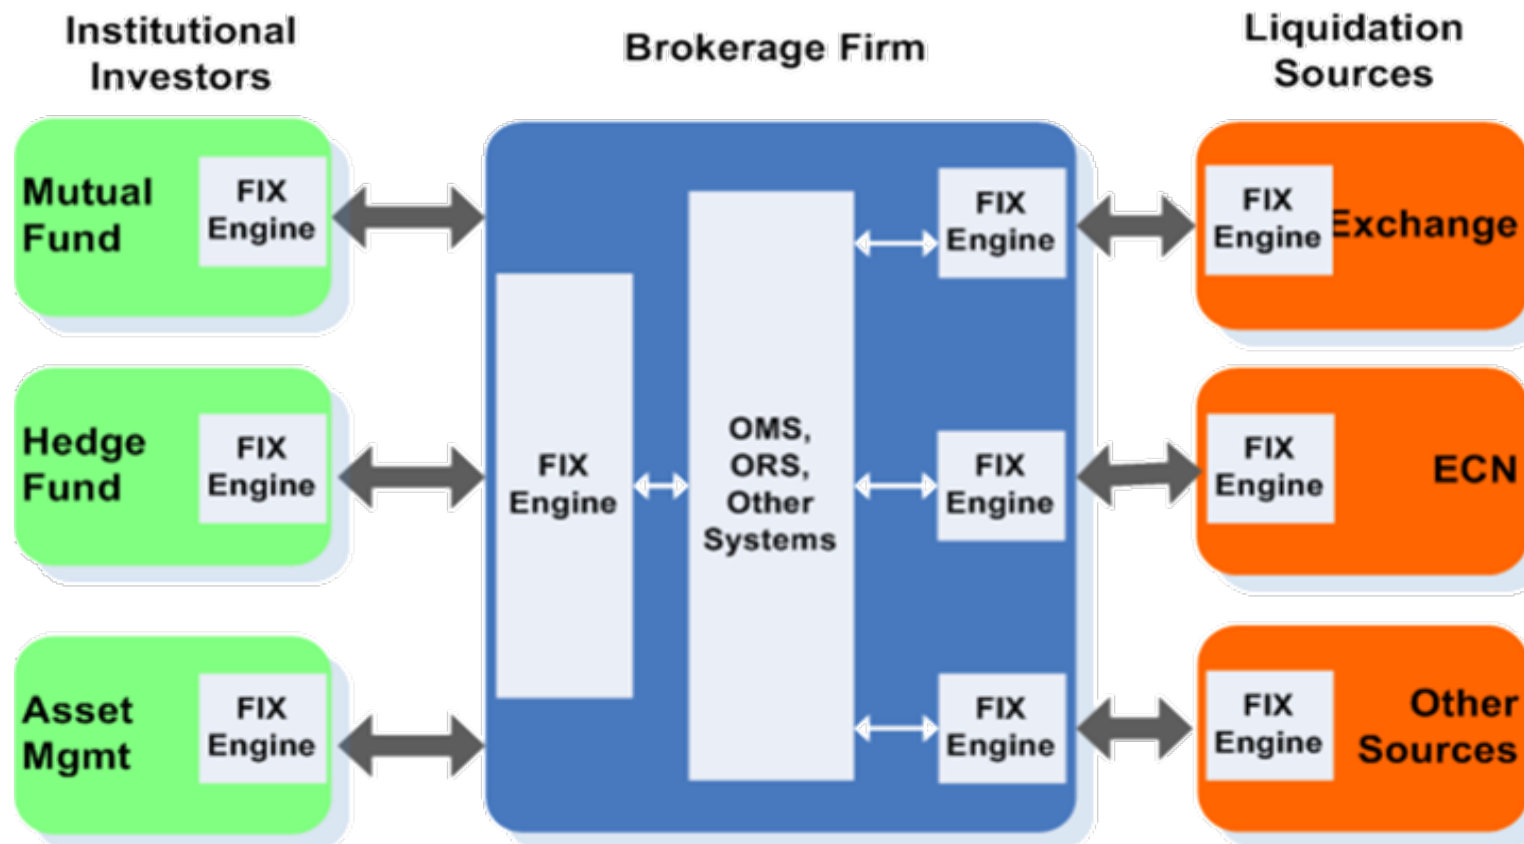 Institutional
Investors
Brokerage Firm
Liquidation
Sources
Mutual
Fund
FIX
Engine
Hedge
Fund
FIX
Engine
Asset
Mgmt
FIX
Engine
FIX
Engine
OMS,
ORS,
Other
Systems
FIX
Engine
FIX
Engine
FIX
Engine
FIX
Engine
Exchange
FIX
Engine
ECN
FIX
Engine
Other
Sources